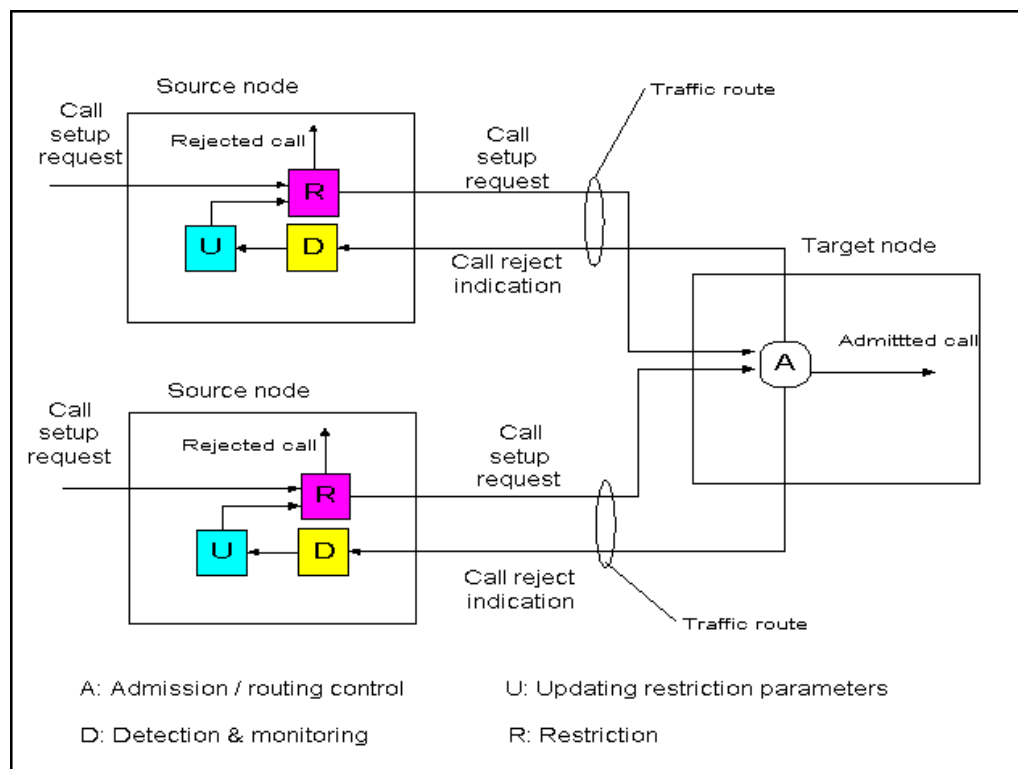 Source node
Traffic route
Call
setup
request
Rejected call
Call
setup
request
R
U
D
Call reject
indication
Target node
Admittted call
A
Source node
Call
setup
request
Rejected call
Call
setup
request
R
U
D
Call reject
indication
Traffic route
A: Admission / routing control
U: Updating restriction parameters
D: Detection & monitoring
R: Restriction